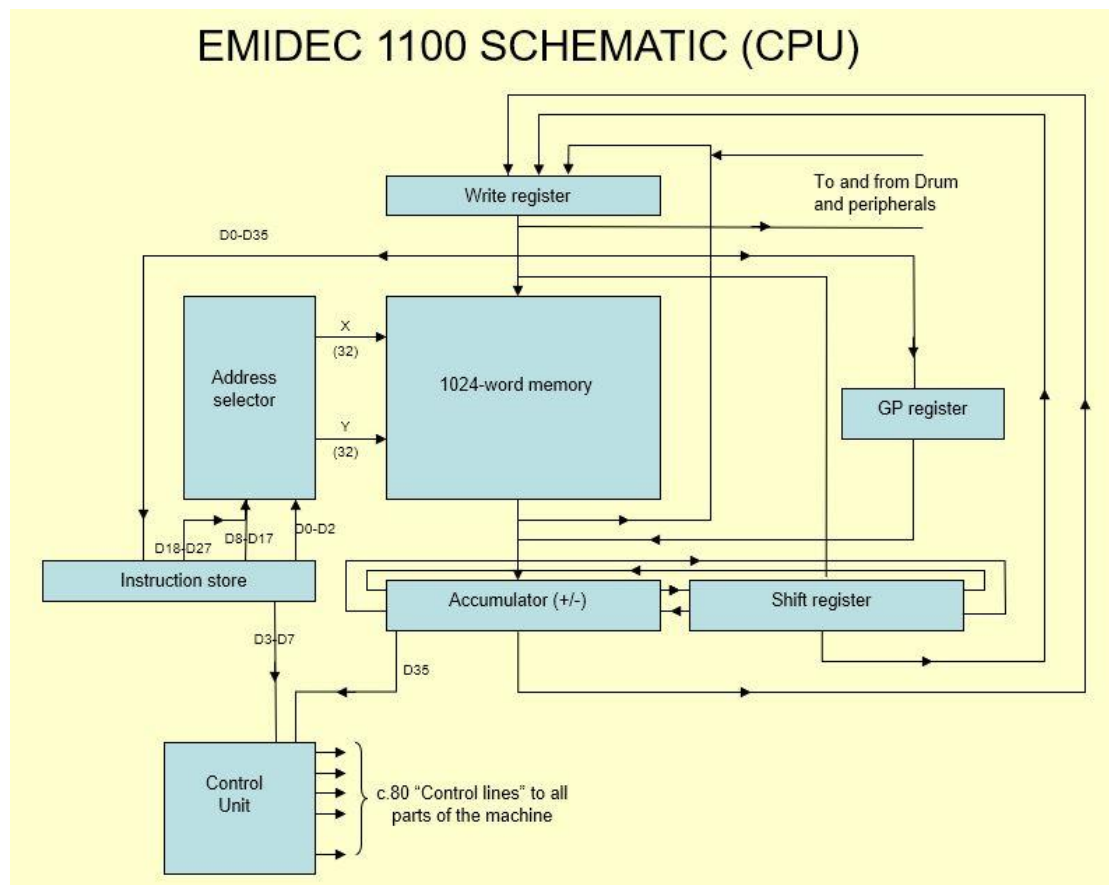 EMIDEC 1100 SCHEMATIC (CPU)
Write register
To and from Drum
and peripherals
D0-D35
Address
selector
X
(32)
Y
(32)
1024-word memory
GP register
D18-D27
D8-D17
D0-D2
Instruction store
Accumulator (+/-)
Shift register
D3-D7
D35
Control
Unit
c.80 “Control lines” to all
parts of the machine